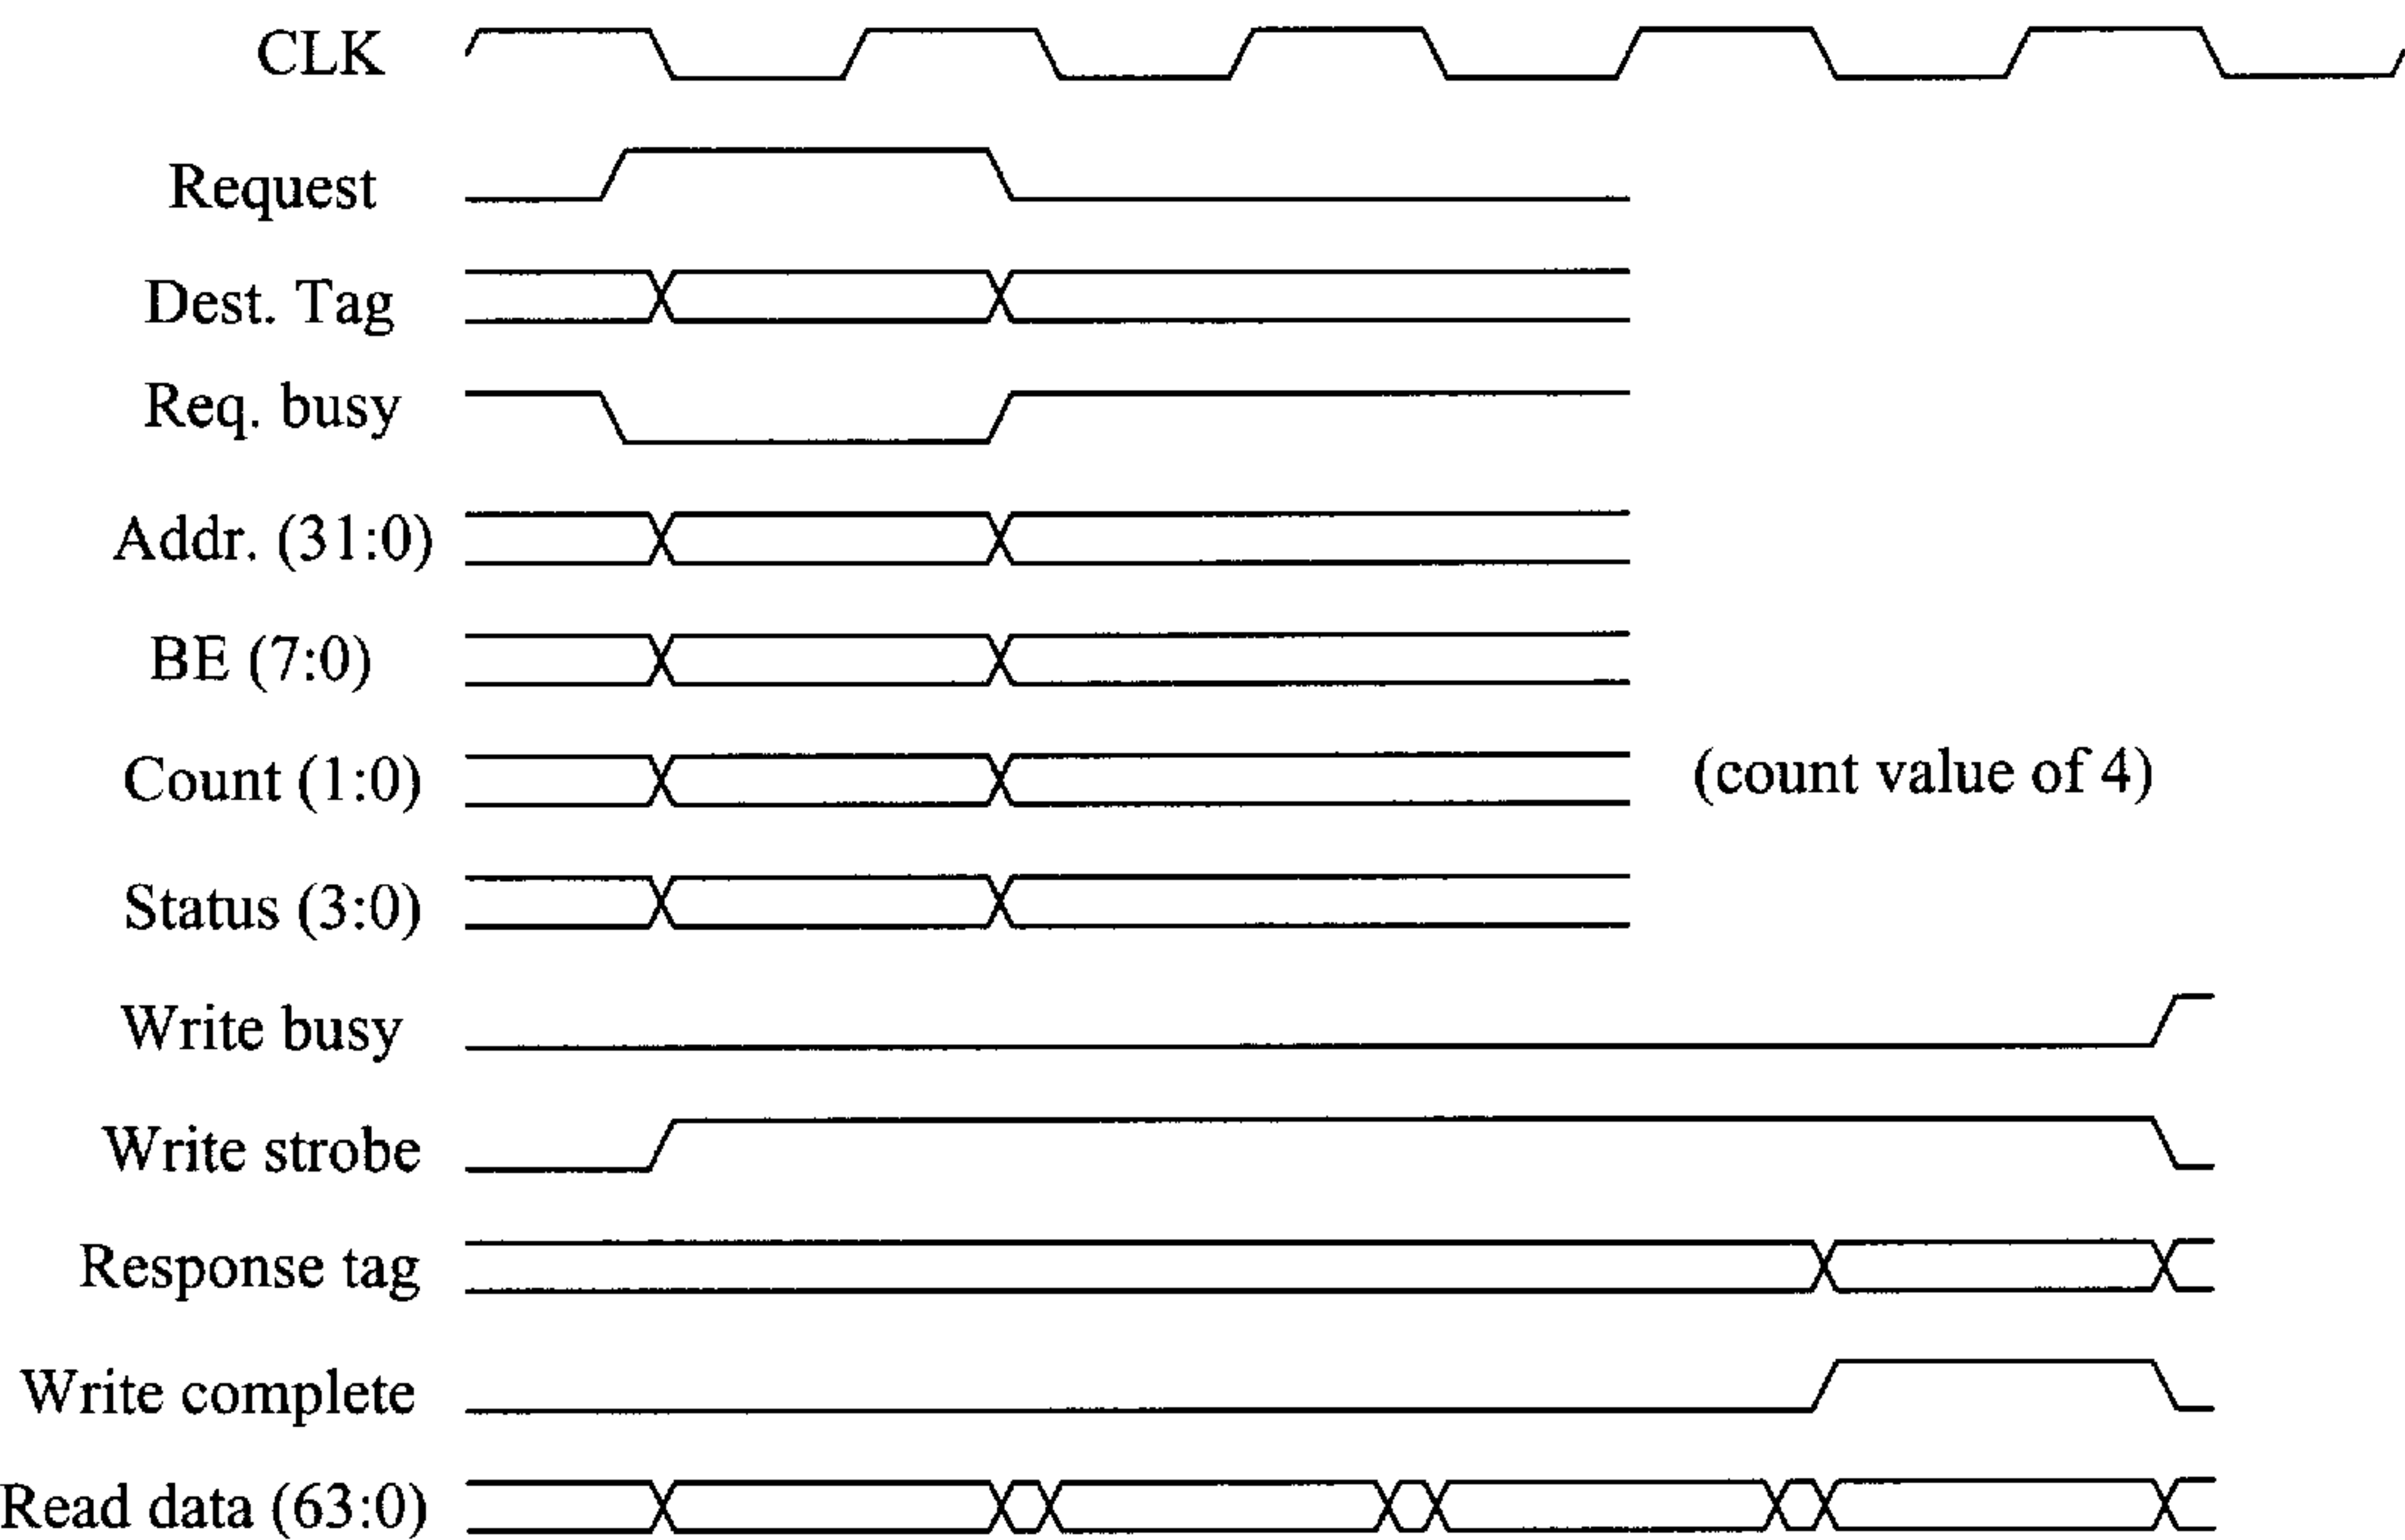 CLK
Request
Dest. Tag
Req. busy
Addr. (31:0)
BE (7:0)
Count (1:0) (count value of 4)
Status (3:0)
Write busy
Write strobe
Response tag
Write complete
Read data (63:0)